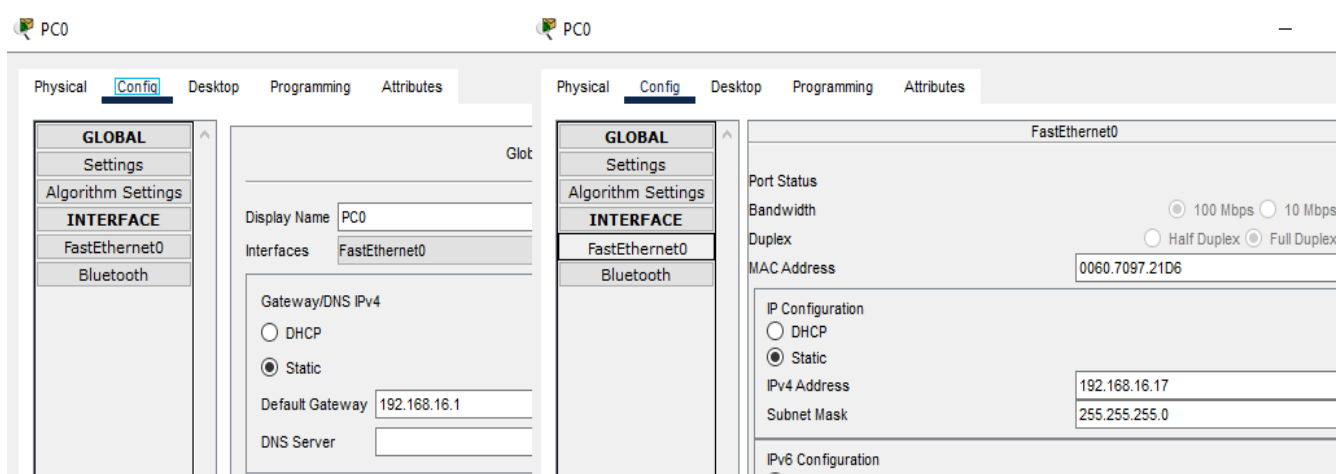 PC0
Physical Config Desktop Programming Attributes
GLOBAL
Settings
Algorithm Settings
INTERFACE
FastEthernet0
Bluetooth
Display Name PC0
Interfaces FastEthernet0
Gateway/DNS IPv4
DHCP
Static
Default Gateway 192.168.16.1
DNS Server
PC0
Physical Config Desktop Programming Attributes
GLOBAL
Settings
Algorithm Settings
INTERFACE
FastEthernet0
Bluetooth
FastEthernet0
Port Status
Bandwidth 100 Mbps 10 Mbps
Duplex Half Duplex Full Duplex
MAC Address 0060.7097.21D6
IP Configuration
DHCP
Static
IPv4 Address 192.168.16.17
Subnet Mask 255.255.255.0
IPv6 Configuration